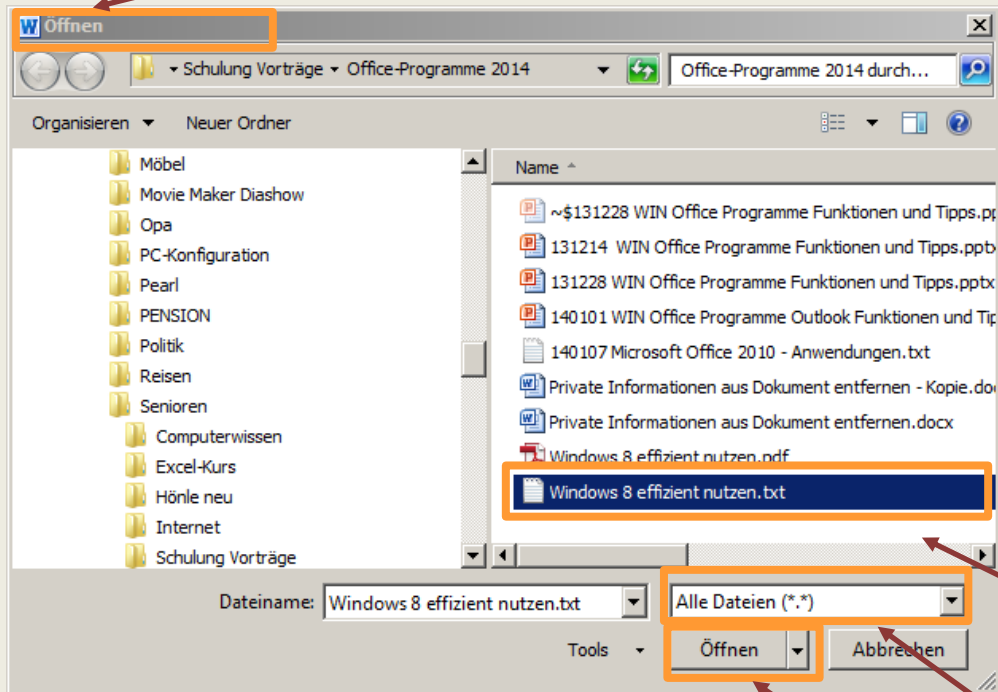 Öffnen
Schulung Vorträge Office-Programme 2014
Office-Programme 2014 durch...
Organisieren Neuer Ordner
Möbel
Movie Maker Diashow
Opa
PC-Konfiguration
Pearl
PENSION
Politik
Reisen
Senioren
Computerwissen
Excel-Kurs
Hönle neu
Internet
Schulung Vorträge
Name
~$131228 WIN Office Programme Funktionen und Tipps.pp
131214 WIN Office Programme Funktionen und Tipps.pptx
131228 WIN Office Programme Funktionen und Tipps.pptx
140101 WIN Office Programme Outlook Funktionen und Tip
140107 Microsoft Office 2010 - Anwendungen.txt
Private Informationen aus Dokument entfernen - Kopie.do
Private Informationen aus Dokument entfernen.docx
Windows 8 effizient nutzen.pdf
Windows 8 effizient nutzen.txt
Dateiname: Windows 8 effizient nutzen.txt
Alle Dateien (*.*)
Tools Öffnen Abbrechen